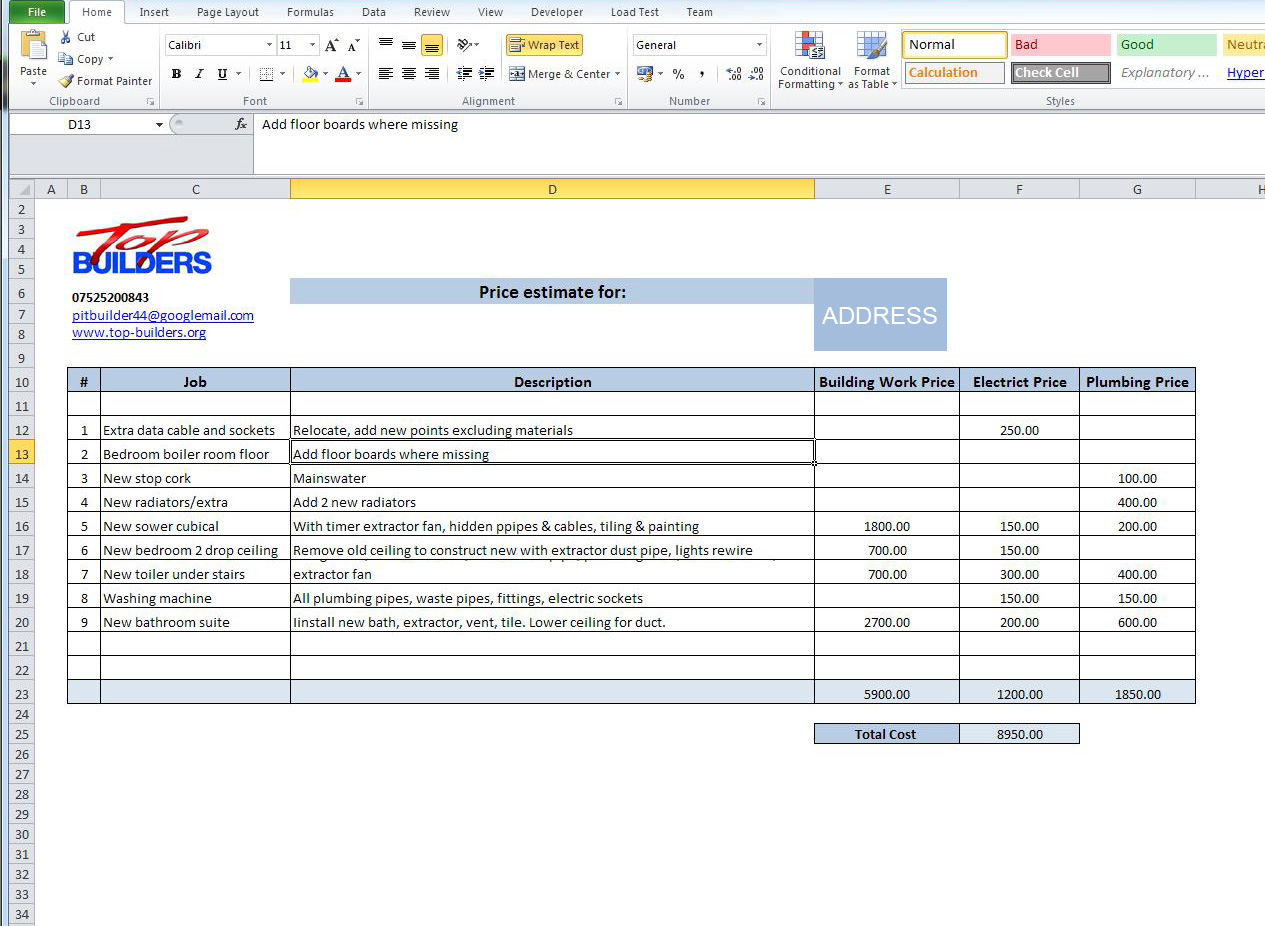 File Home Insert Page Layout Formulas Data Review View Developer Load Test Team
Cut
Calibri 11 A A Wrap Text General Normal Bad Good Neutra
Copy
Paste Format Painter B I U A Merge & Center % , .00 .00 Conditional Formatting Format as Table Calculation Check Cell Explanatory ... Hyper
Clipboard Font Alignment Number Styles
D13 fx Add floor boards where missing
A B C D E F G H
2
3 Top
4
5 BUILDERS
6 07525200843 Price estimate for: ADDRESS
7 pitbuilder44@googlemail.com
8 www.top-builders.org
9
10 # Job Description Building Work Price Electrict Price Plumbing Price
11
12 1 Extra data cable and sockets Relocate, add new points excluding materials 250.00
13 2 Bedroom boiler room floor Add floor boards where missing
14 3 New stop cork Mainswater 100.00
15 4 New radiators/extra Add 2 new radiators 400.00
16 5 New sower cubical With timer extractor fan, hidden ppipes & cables, tiling & painting 1800.00 150.00 200.00
17 6 New bedroom 2 drop ceiling Remove old ceiling to construct new with extractor dust pipe, lights rewire 700.00 150.00
18 7 New toiler under stairs extractor fan 700.00 300.00 400.00
19 8 Washing machine All plumbing pipes, waste pipes, fittings, electric sockets 150.00 150.00
20 9 New bathroom suite Iinstall new bath, extractor, vent, tile. Lower ceiling for duct. 2700.00 200.00 600.00
21
22
23 5900.00 1200.00 1850.00
24
25 Total Cost 8950.00
26
27
28
29
30
31
32
33
34